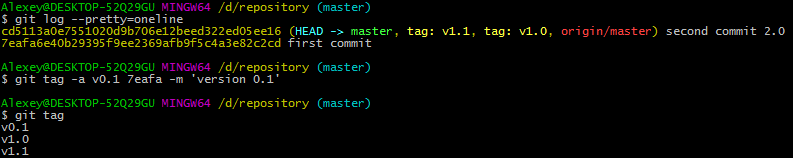 Alexey@DESKTOP-52Q29GU MINGW64 /d/repository (master)
$ git log --pretty=oneline
cd5113a0e7551020d9b706e12beed322ed05ee16 (HEAD -> master, tag: v1.1, tag: v1.0, origin/master) second commit 2.0
7eafa6e40b29395f9ee2369afb9f5c4a3e82c2cd first commit
Alexey@DESKTOP-52Q29GU MINGW64 /d/repository (master)
$ git tag -a v0.1 7eafa -m 'version 0.1'
Alexey@DESKTOP-52Q29GU MINGW64 /d/repository (master)
$ git tag
v0.1
v1.0
v1.1